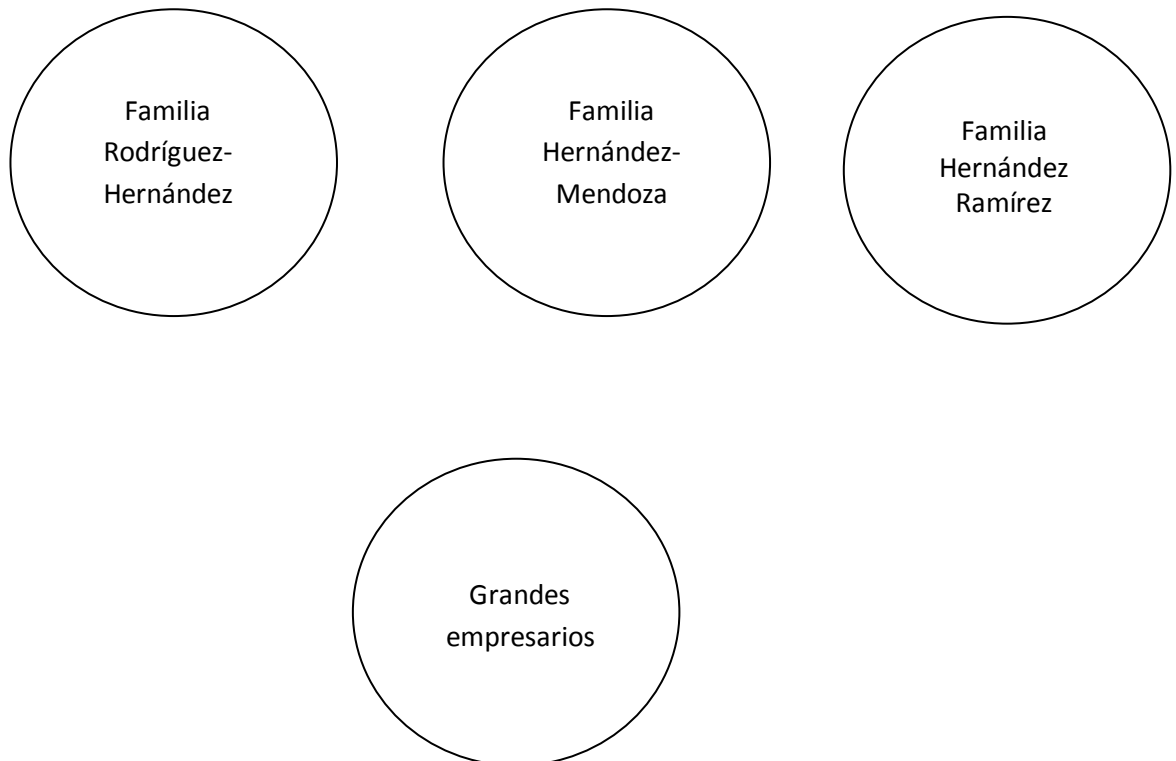 Familia
Rodríguez-
Hernández
Familia
Hernández-
Mendoza
Familia
Hernández
Ramírez
Grandes
empresarios